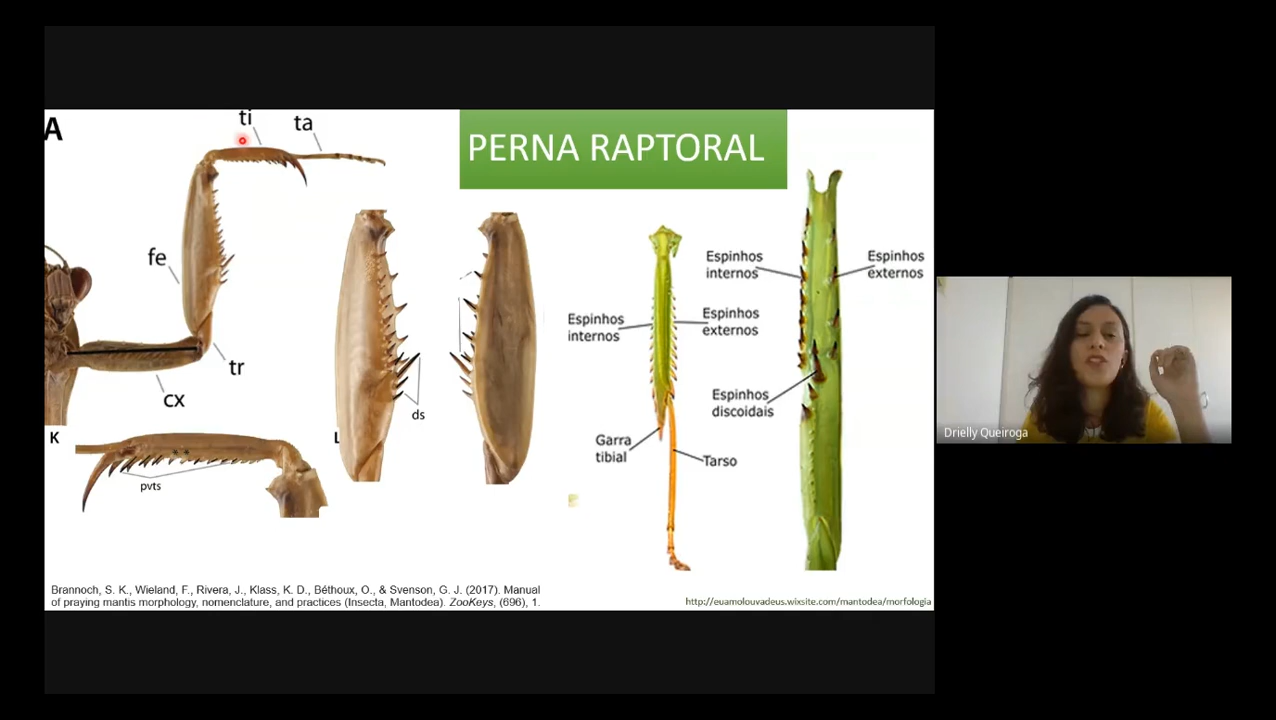 A
ti
ta
PERNA RAPTORAL
fe
tr
cx
K
pvts
L
ds
Espinhos
internos
Espinhos
externos
Garra
tibial
Tarso
Espinhos
internos
Espinhos
externos
Espinhos
discoidais
Brannoch, S. K., Wieland, F., Rivera, J., Klass, K. D., Béthoux, O., & Svenson, G. J. (2017). Manual
of praying mantis morphology, nomenclature, and practices (Insecta, Mantodea). ZooKeys, (696), 1.
http://euamolouvadeus.wixsite.com/mantodea/morfologia
Drielly Queiroga